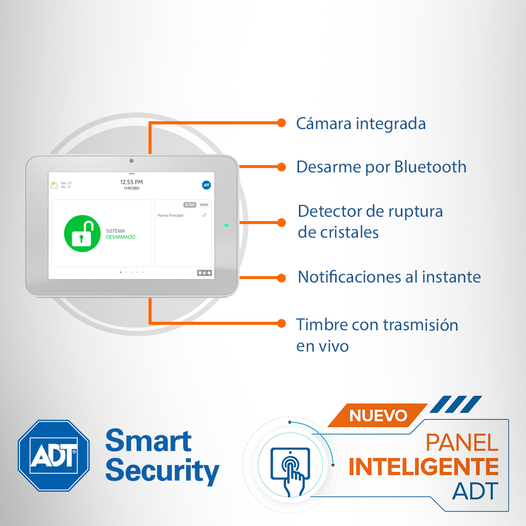 Cámara integrada
Desarme por Bluetooth
Detector de ruptura
de cristales
Notificaciones al instante
Timbre con trasmisión
en vivo
12:55 PM
11/01/2021
ADT
SISTEMA
DESARMADO
Puerta Principal
ADT
Smart
Security
NUEVO
PANEL
INTELIGENTE
ADT